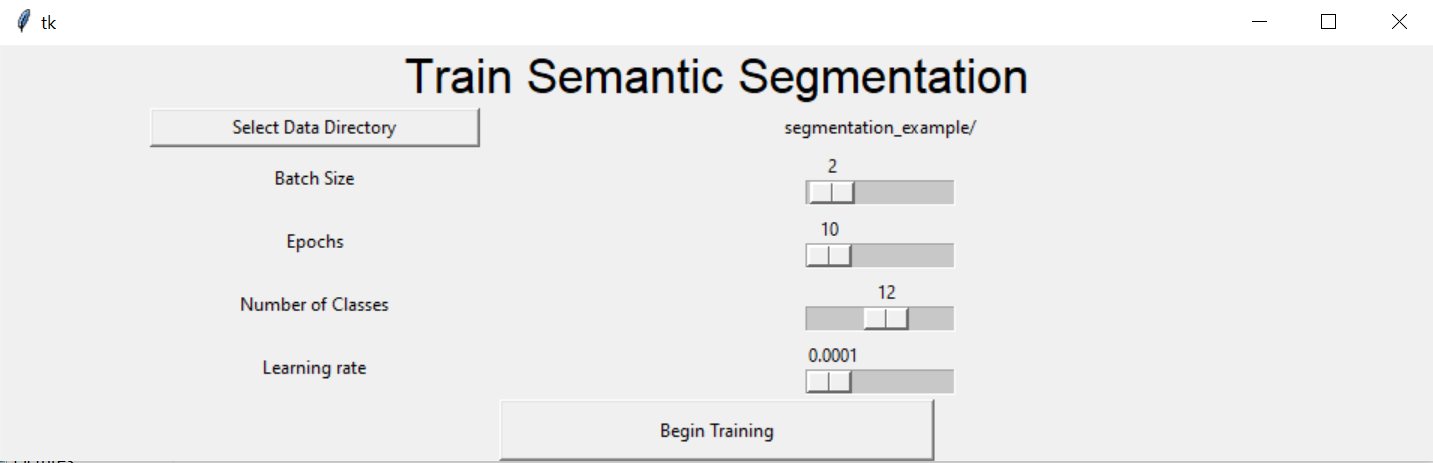 tk
Train Semantic Segmentation
Select Data Directory
segmentation_example/
Batch Size
2
Epochs
10
Number of Classes
12
Learning rate
0.0001
Begin Training